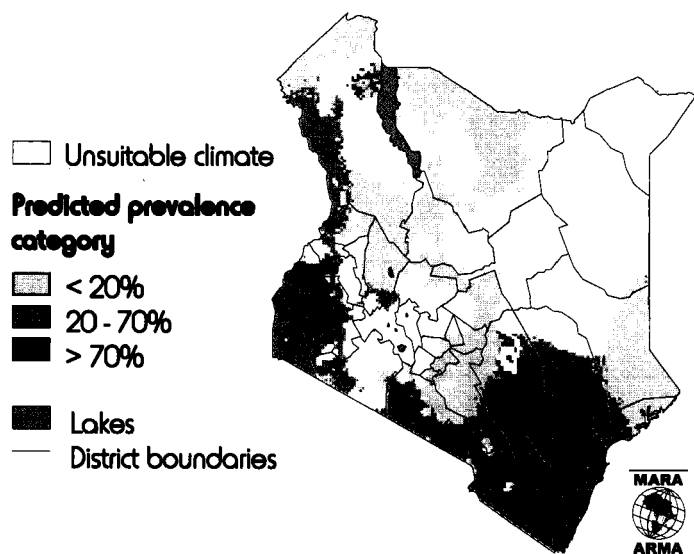 Unsuitable climate
Predicted prevalence
category
< 20%
20 - 70%
> 70%
Lakes
District boundaries
MARA
ARMA